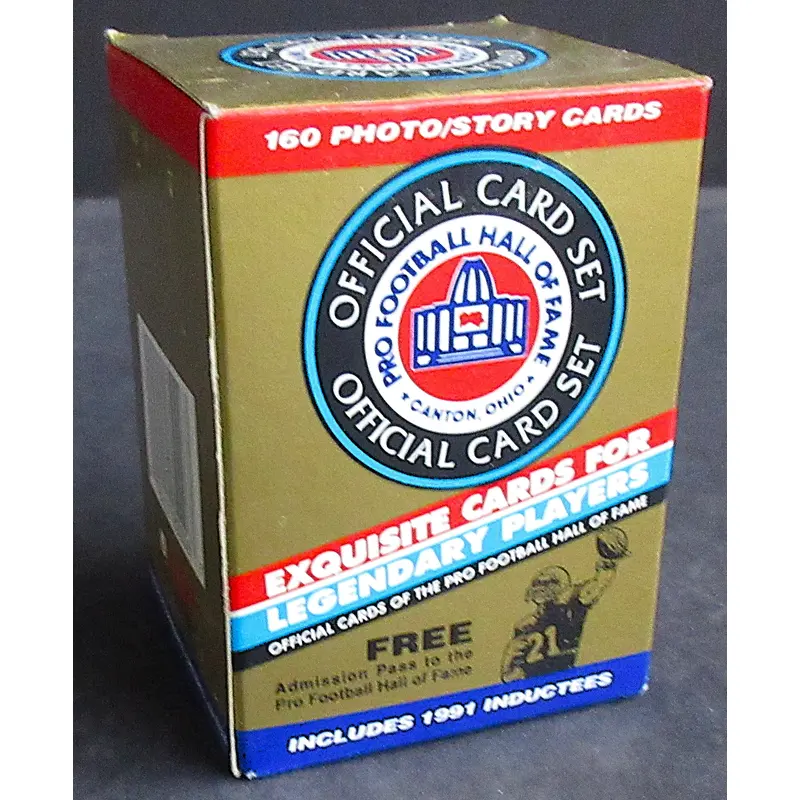 160 PHOTO/STORY CARDS
OFFICIAL CARD SET
PRO FOOTBALL HALL OF FAME
CANTON, OHIO
OFFICIAL CARD SET
EXQUISITE CARDS FOR
LEGENDARY PLAYERS
OFFICIAL CARDS OF THE PRO FOOTBALL HALL OF FAME
FREE
Admission Pass to the
Pro Football Hall of Fame
21
INCLUDES 1991 INDUCTEES